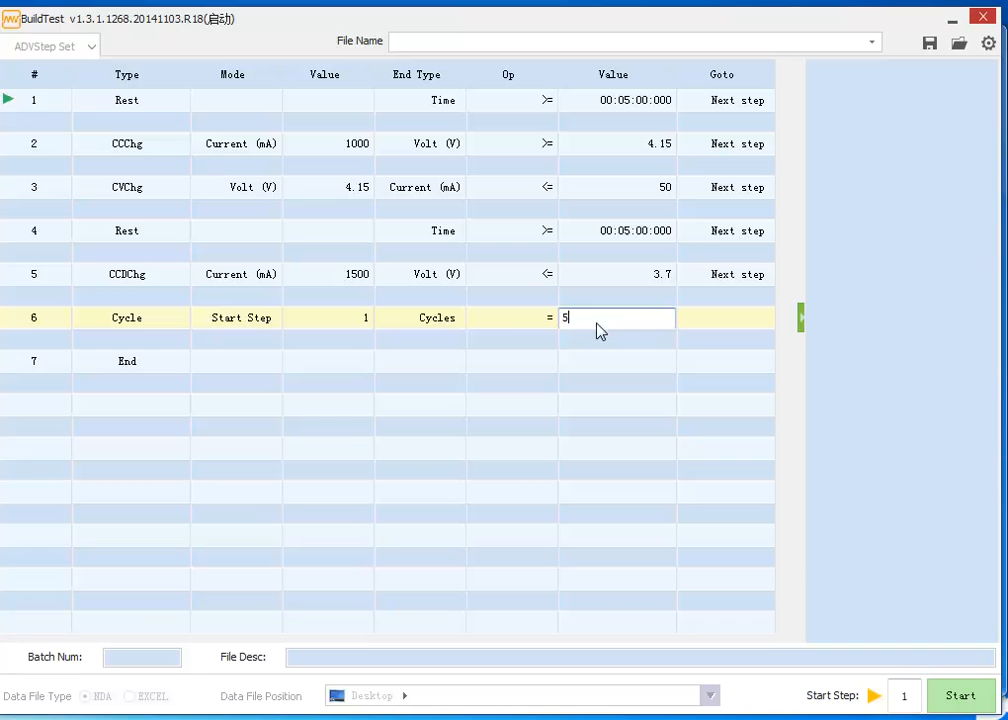 BuildTest v1.3.1.1268.20141103.R18(启动)
ADVStep Set
File Name
# Type Mode Value End Type Op Value Goto
1 Rest Time >= 00:05:00:000 Next step
2 CCChg Current (mA) 1000 Volt (V) >= 4.15 Next step
3 CVChg Volt (V) 4.15 Current (mA) <= 50 Next step
4 Rest Time >= 00:05:00:000 Next step
5 CCDChg Current (mA) 1500 Volt (V) <= 3.7 Next step
6 Cycle Start Step 1 Cycles = 5
7 End
Batch Num: File Desc:
Data File Type NDA EXCEL Data File Position Desktop Start Step: 1 Start